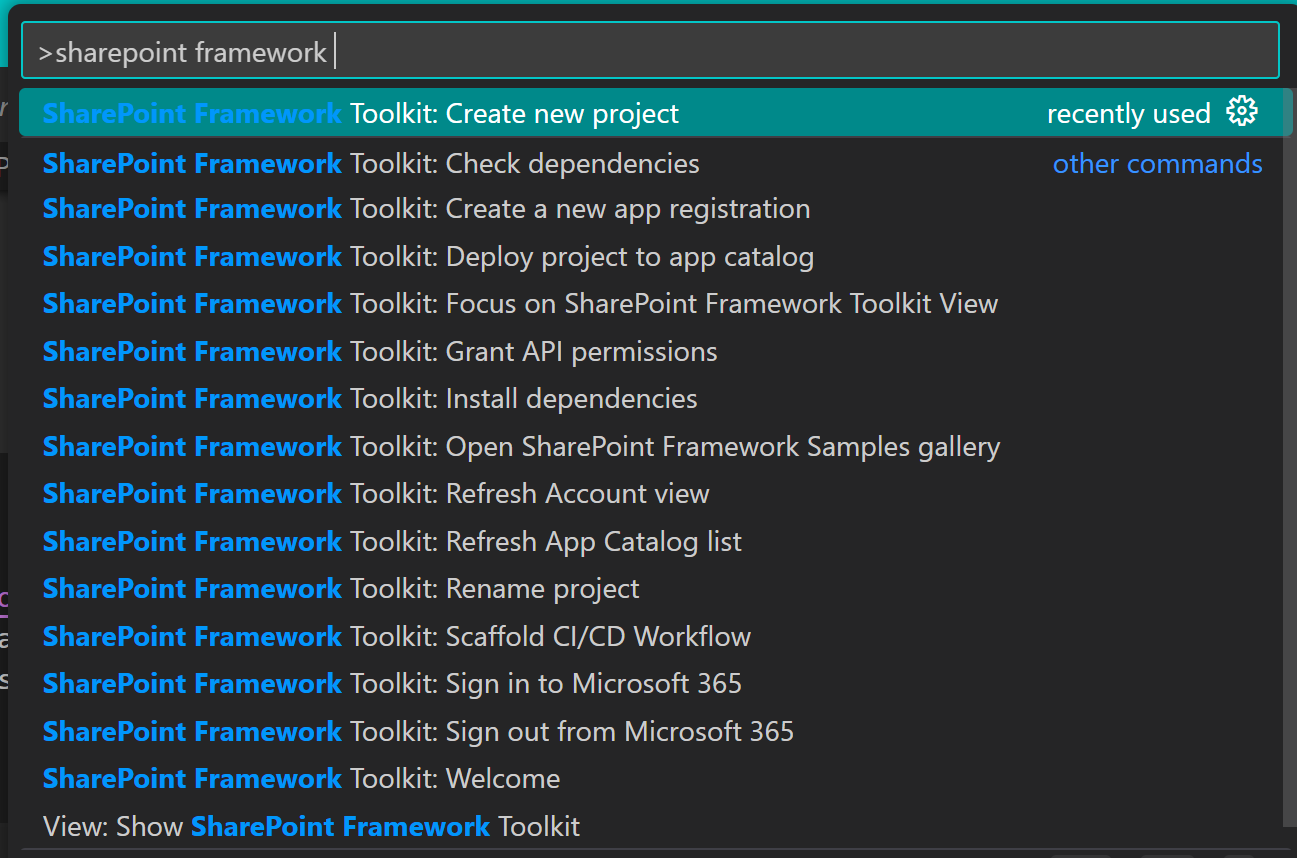 >sharepoint framework
SharePoint Framework Toolkit: Create new project recently used
SharePoint Framework Toolkit: Check dependencies other commands
SharePoint Framework Toolkit: Create a new app registration
SharePoint Framework Toolkit: Deploy project to app catalog
SharePoint Framework Toolkit: Focus on SharePoint Framework Toolkit View
SharePoint Framework Toolkit: Grant API permissions
SharePoint Framework Toolkit: Install dependencies
SharePoint Framework Toolkit: Open SharePoint Framework Samples gallery
SharePoint Framework Toolkit: Refresh Account view
SharePoint Framework Toolkit: Refresh App Catalog list
SharePoint Framework Toolkit: Rename project
SharePoint Framework Toolkit: Scaffold CI/CD Workflow
SharePoint Framework Toolkit: Sign in to Microsoft 365
SharePoint Framework Toolkit: Sign out from Microsoft 365
SharePoint Framework Toolkit: Welcome
View: Show SharePoint Framework Toolkit